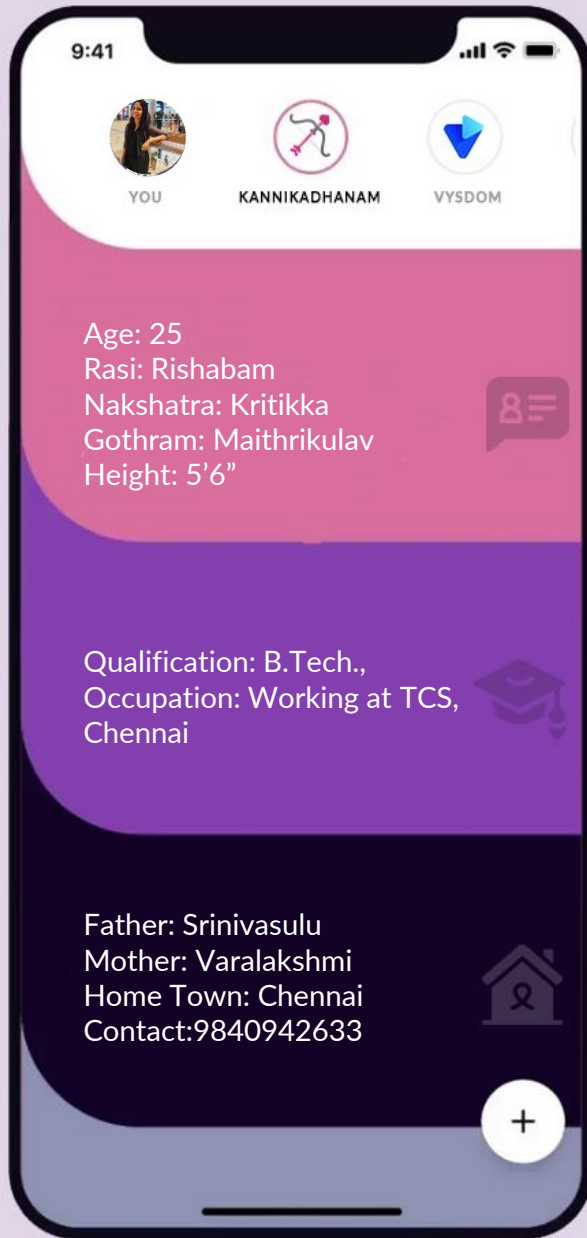 9:41
YOU
KANNIKADHANAM
VYSDOM
Age: 25
Rasi: Rishabam
Nakshatra: Kritikka
Gothram: Maithrikulav
Height: 5’6”
Qualification: B.Tech.,
Occupation: Working at TCS,
Chennai
Father: Srinivasulu
Mother: Varalakshmi
Home Town: Chennai
Contact:9840942633
+